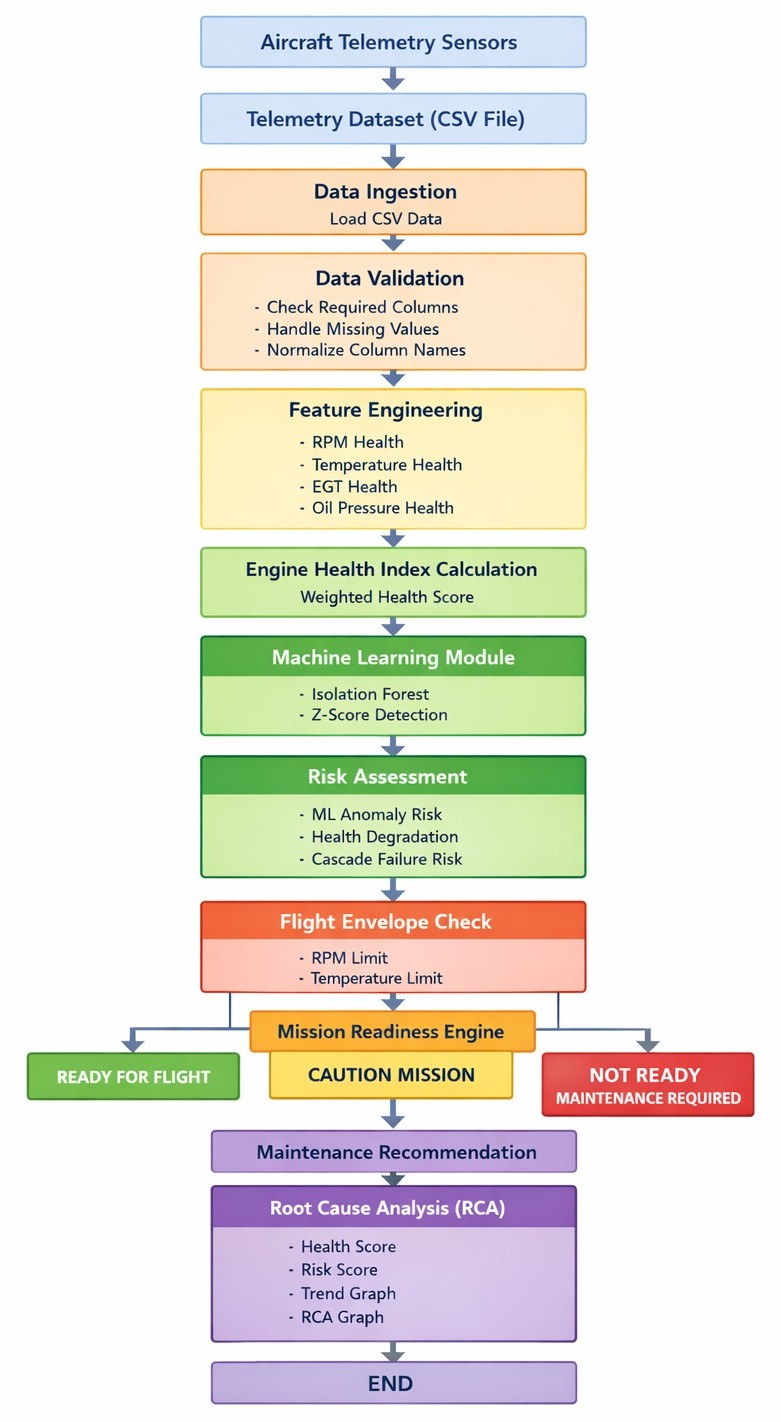 Aircraft Telemetry Sensors
Telemetry Dataset (CSV File)
Data Ingestion
Load CSV Data
Data Validation
- Check Required Columns
- Handle Missing Values
- Normalize Column Names
Feature Engineering
- RPM Health
- Temperature Health
- EGT Health
- Oil Pressure Health
Engine Health Index Calculation
Weighted Health Score
Machine Learning Module
- Isolation Forest
- Z-Score Detection
Risk Assessment
- ML Anomaly Risk
- Health Degradation
- Cascade Failure Risk
Flight Envelope Check
- RPM Limit
- Temperature Limit
Mission Readiness Engine
READY FOR FLIGHT
CAUTION MISSION
NOT READY
MAINTENANCE REQUIRED
Maintenance Recommendation
Root Cause Analysis (RCA)
- Health Score
- Risk Score
- Trend Graph
- RCA Graph
END